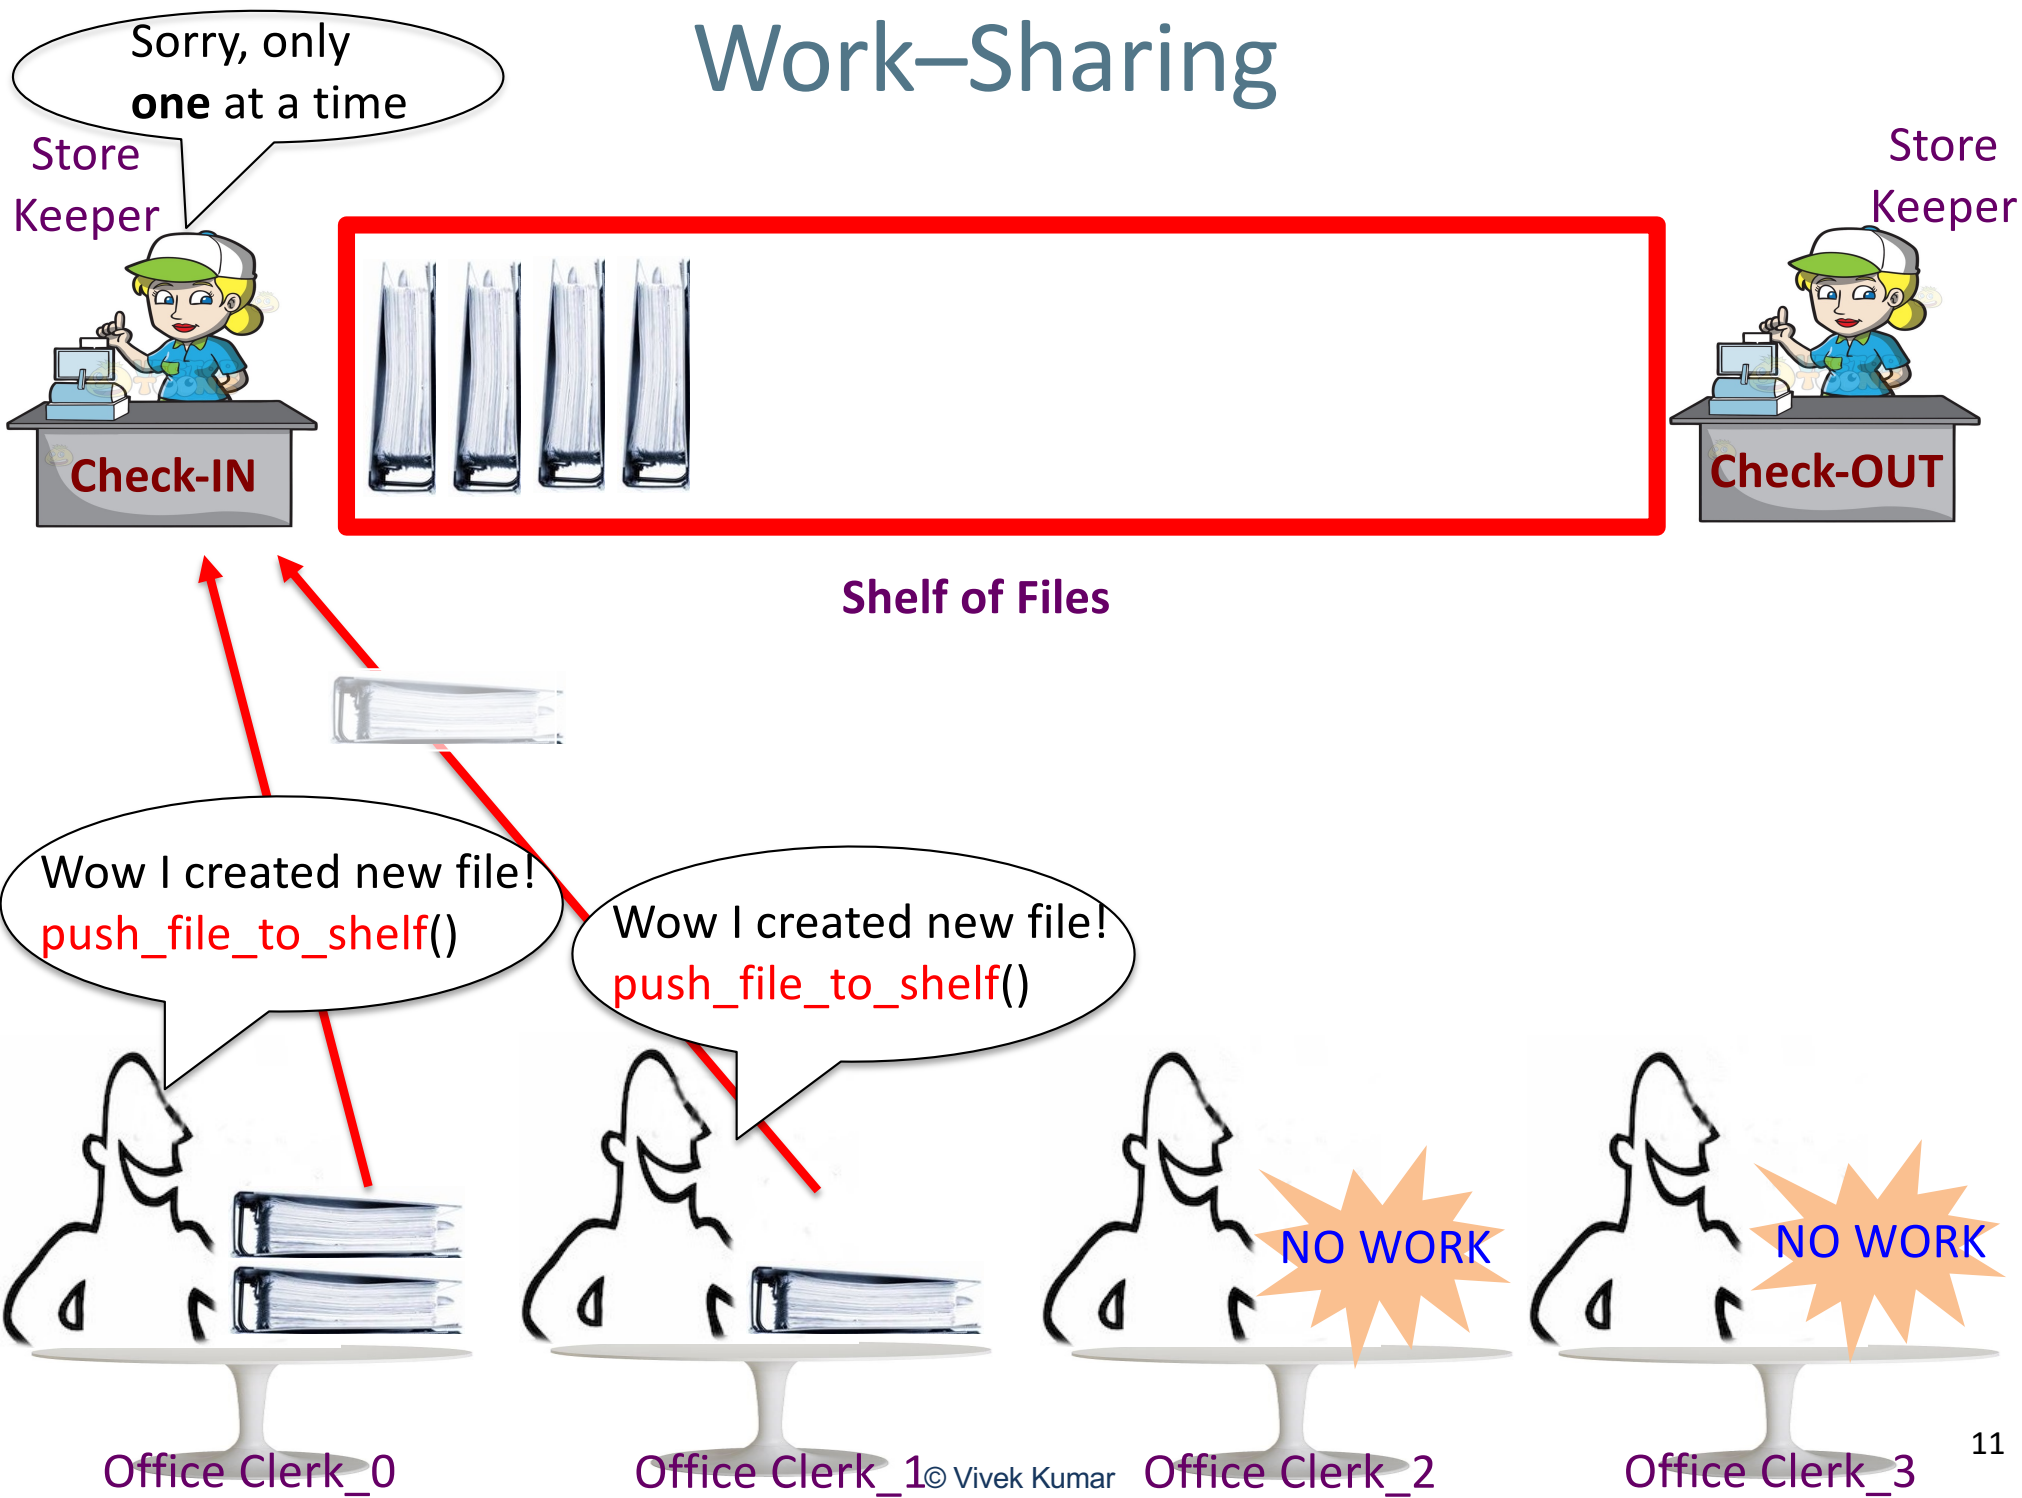 Work–Sharing
Sorry, only
one at a time
Store
Keeper
Store
Keeper
Check-IN
Check-OUT
Shelf of Files
Wow I created new file!
push_file_to_shelf()
Wow I created new file!
push_file_to_shelf()
NO WORK
NO WORK
Office Clerk_0
Office Clerk_1
© Vivek Kumar
Office Clerk_2
Office Clerk_3
11